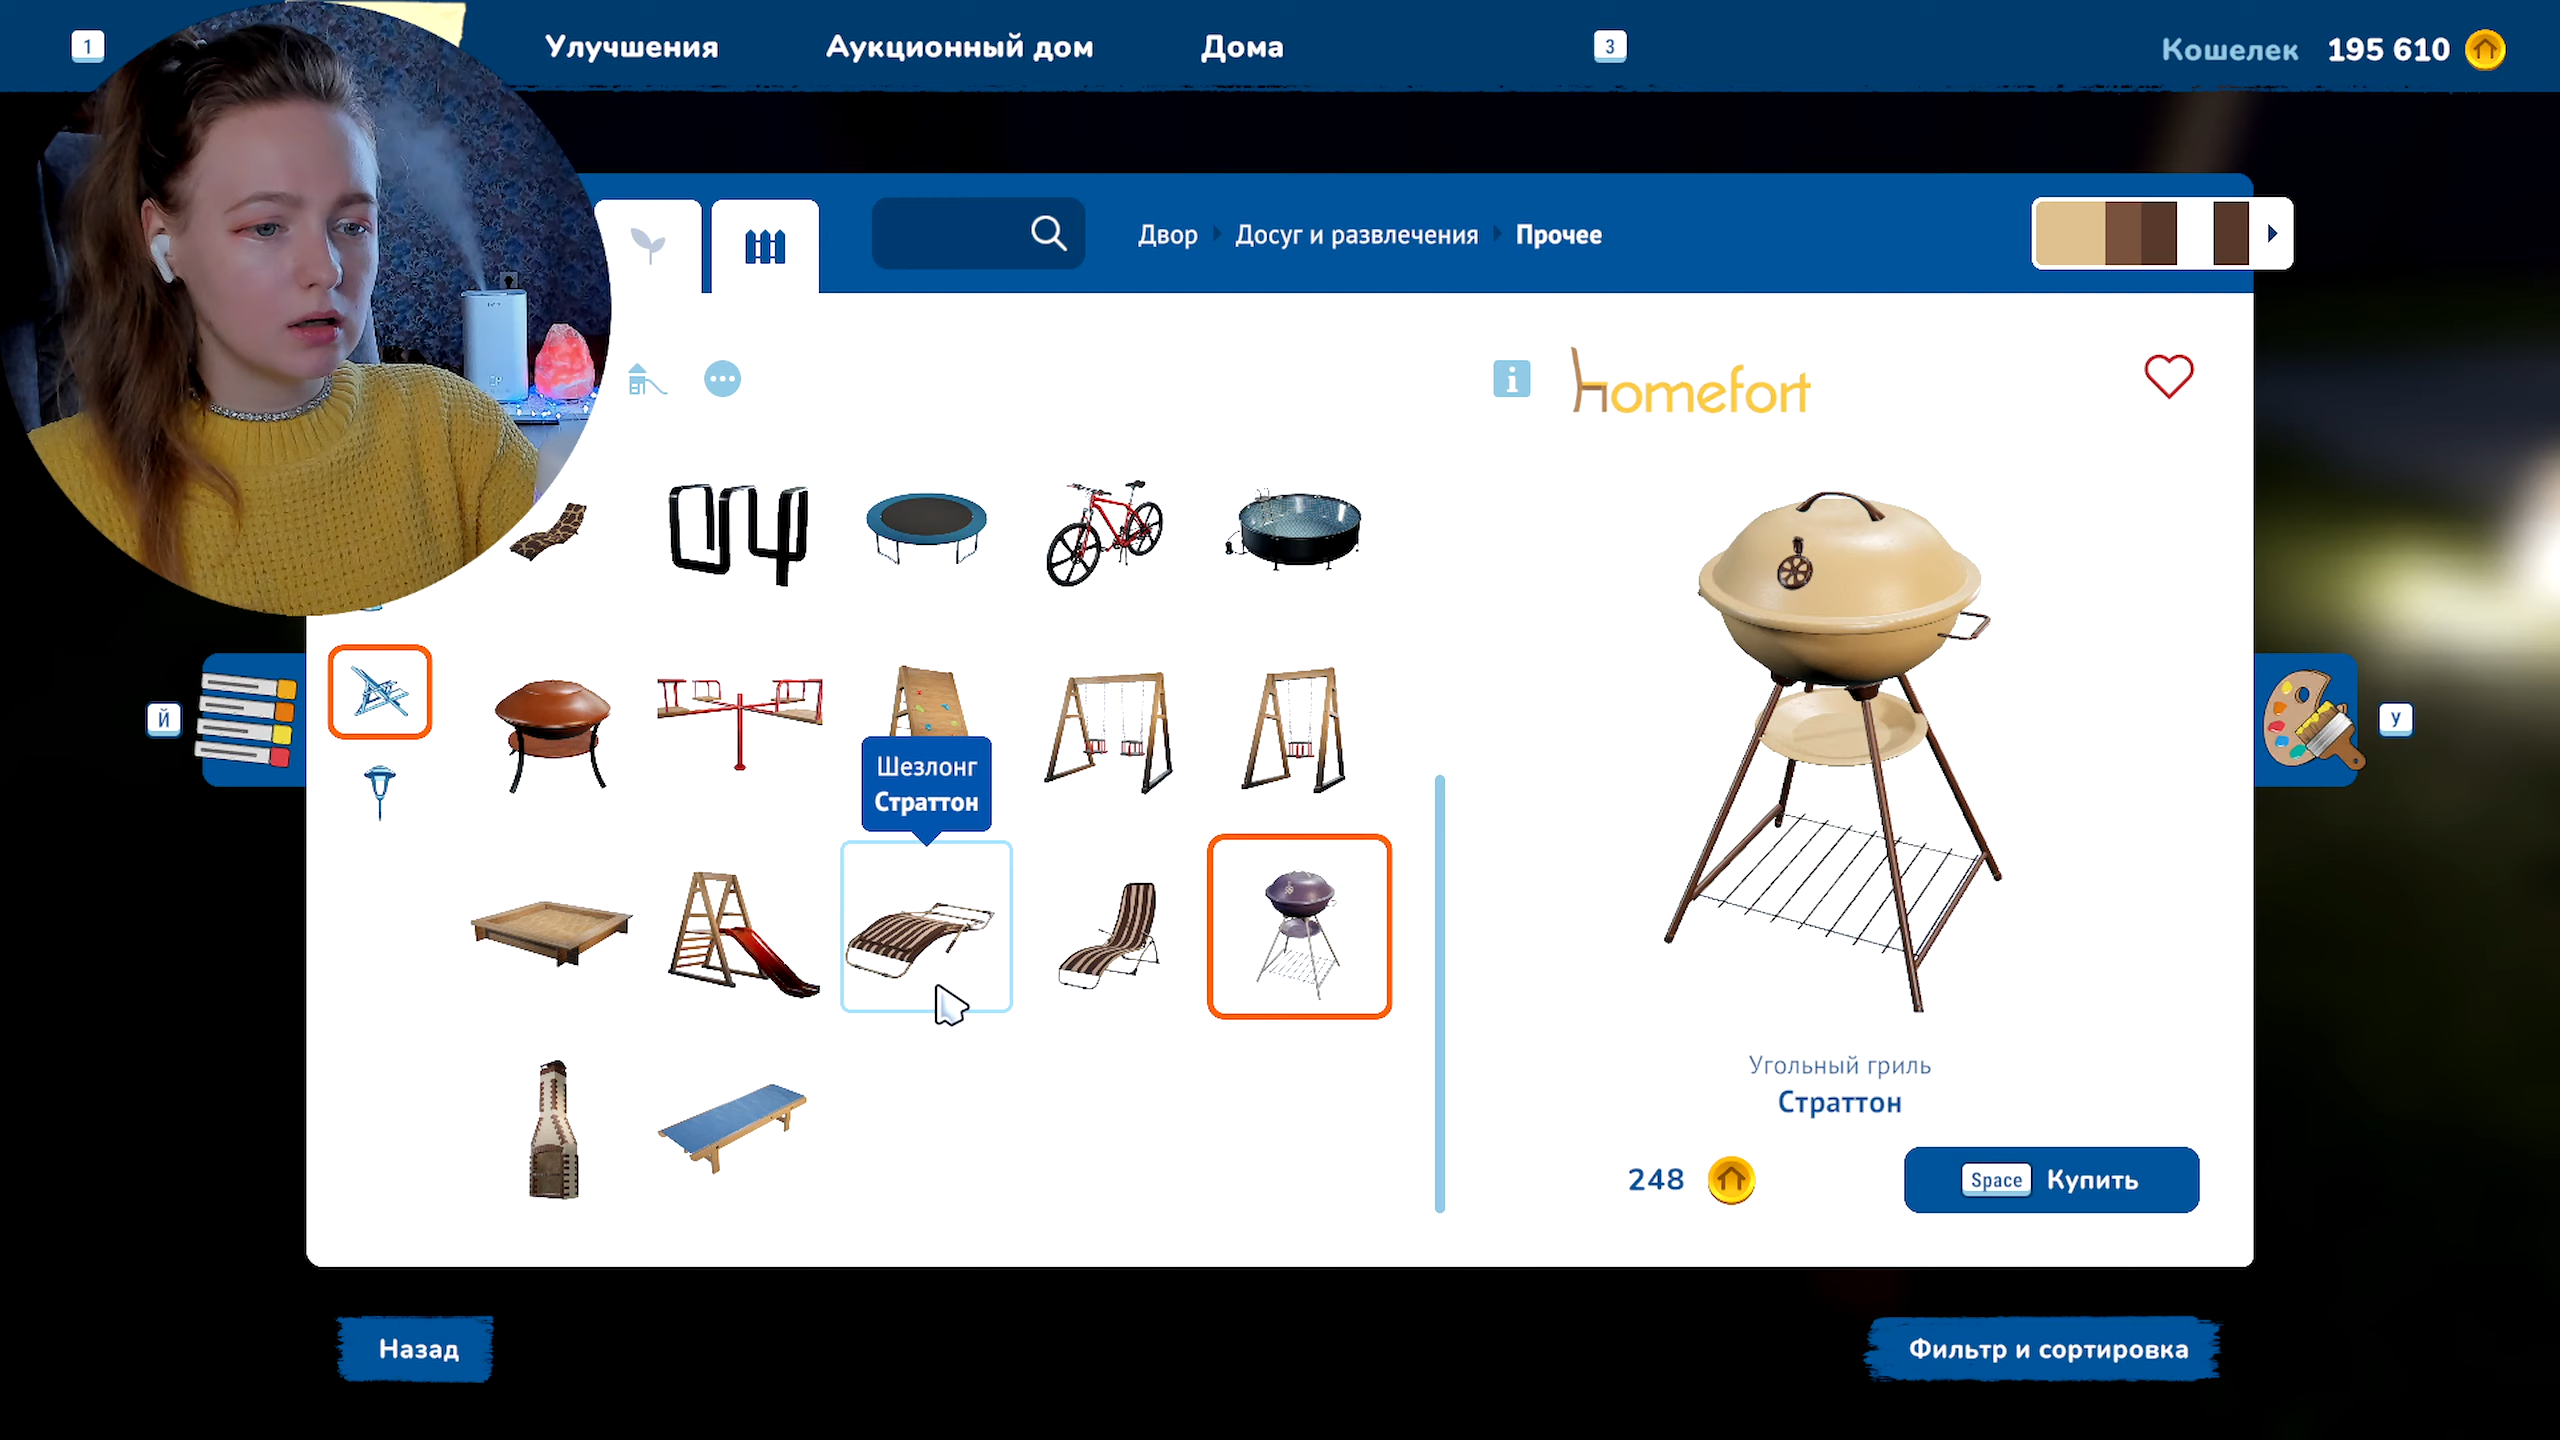 1
Улучшения
Аукционный дом
Дома
3
Кошелек 195 610
Двор Досуг и развлечения Прочее
i
homefort
Й
У
Шезлонг
Страттон
Угольный гриль
Страттон
248
Space Купить
Назад
Фильтр и сортировка